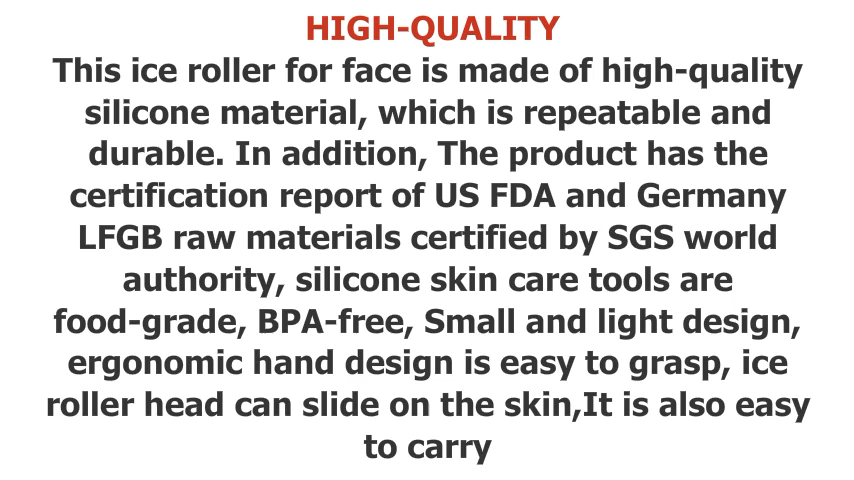 HIGH-QUALITY
This ice roller for face is made of high-quality
silicone material, which is repeatable and
durable. In addition, The product has the
certification report of US FDA and Germany
LFGB raw materials certified by SGS world
authority, silicone skin care tools are
food-grade, BPA-free, Small and light design,
ergonomic hand design is easy to grasp, ice
roller head can slide on the skin,It is also easy
to carry